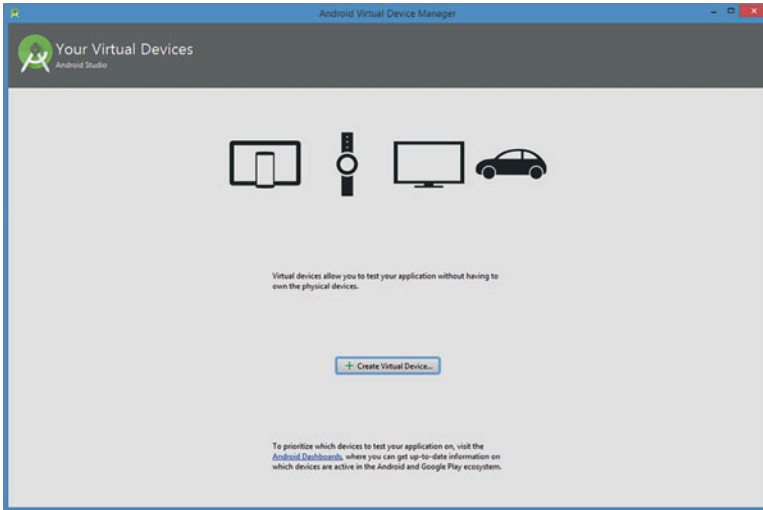 Android Virtual Device Manager
Your Virtual Devices
Android Studio
Virtual devices allow you to test your application without having to
own the physical devices.
+ Create Virtual Device...
To prioritize which devices to test your application on, visit the
Android Dashboards, where you can get up-to-date information on
which devices are active in the Android and Google Play ecosystem.